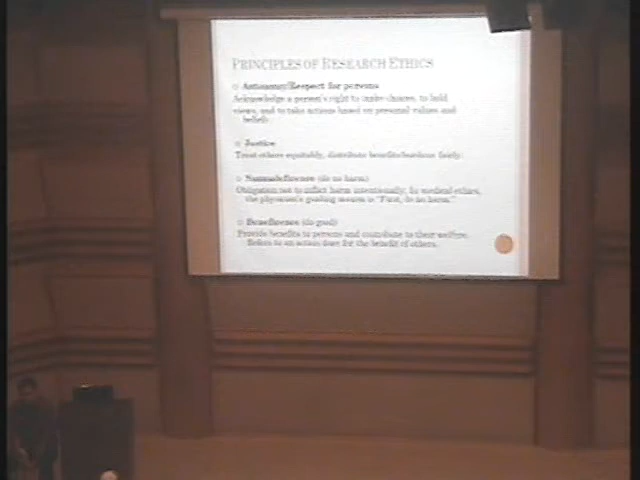 PRINCIPLES OF RESEARCH ETHICS
Autonomy/Respect for persons
Acknowledge a person's right to make choices, to hold
views, and to take actions based on personal values and
beliefs
Justice
Treat others equitably, distribute benefits/burdens fairly.
Nonmaleficence (do no harm)
Obligation not to inflict harm intentionally; In medical ethics,
the physician's guiding maxim is "First, do no harm."
Beneficence (do good)
Provide benefits to persons and contribute to their welfare.
Refers to an action done for the benefit of others.